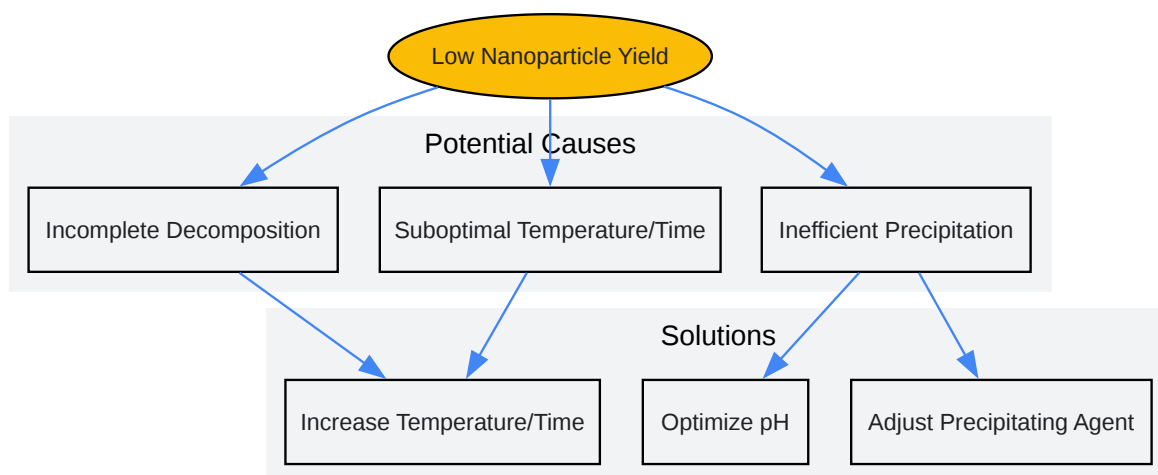 Low Nanoparticle Yield
Potential Causes
Incomplete Decomposition
Suboptimal Temperature/Time
Inefficient Precipitation
Solutions
Increase Temperature/Time
Optimize pH
Adjust Precipitating Agent